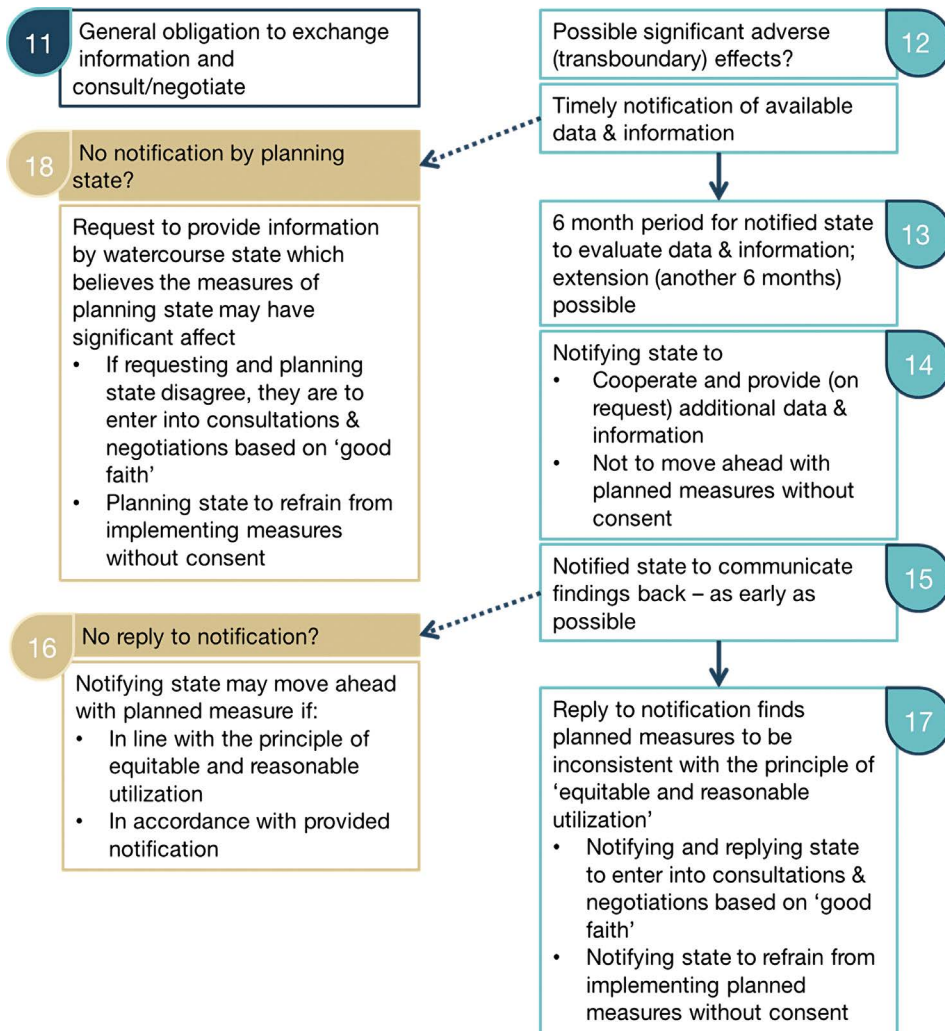 11
General obligation to exchange
information and
consult/negotiate
12
Possible significant adverse
(transboundary) effects?
Timely notification of available
data & information
18
No notification by planning
state?
Request to provide information
by watercourse state which
believes the measures of
planning state may have
significant affect
• If requesting and planning
state disagree, they are to
enter into consultations &
negotiations based on ‘good
faith’
• Planning state to refrain from
implementing measures
without consent
13
6 month period for notified state
to evaluate data & information;
extension (another 6 months)
possible
14
Notifying state to
• Cooperate and provide (on
request) additional data &
information
• Not to move ahead with
planned measures without
consent
15
Notified state to communicate
findings back – as early as
possible
16
No reply to notification?
Notifying state may move ahead
with planned measure if:
• In line with the principle of
equitable and reasonable
utilization
• In accordance with provided
notification
17
Reply to notification finds
planned measures to be
inconsistent with the principle of
‘equitable and reasonable
utilization’
• Notifying and replying state
to enter into consultations &
negotiations based on ‘good
faith’
• Notifying state to refrain from
implementing planned
measures without consent